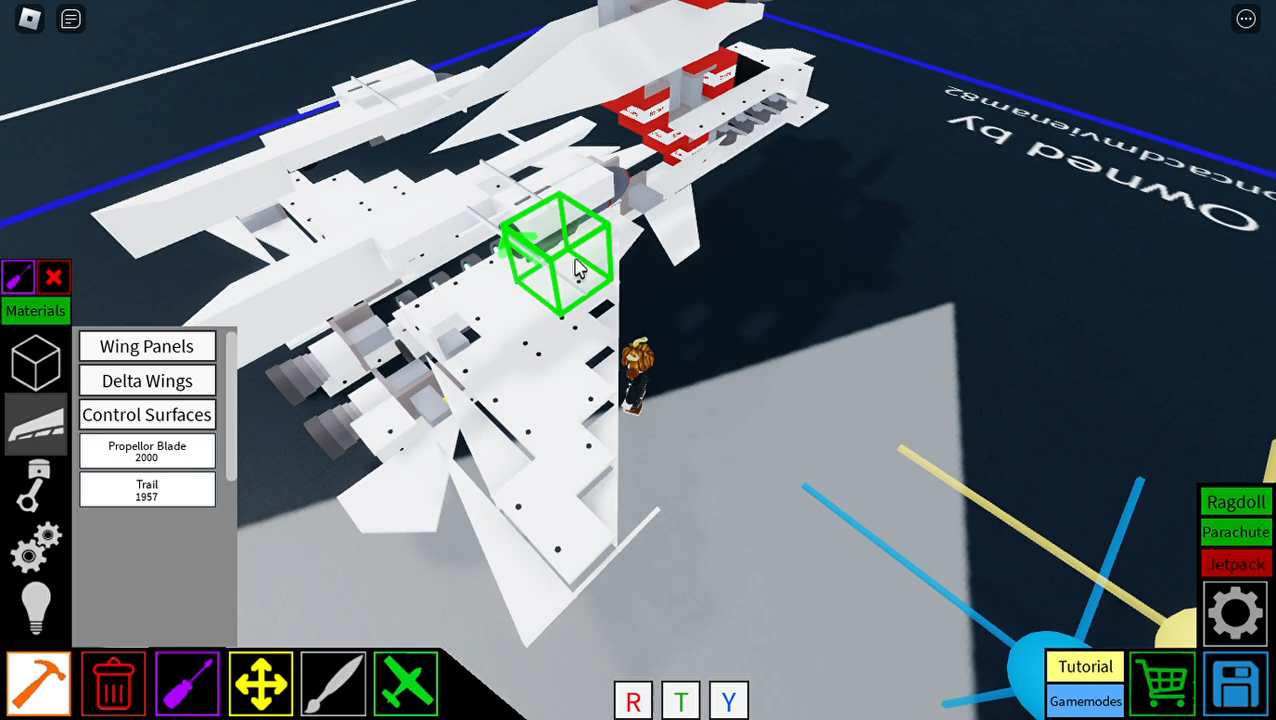 Owned by
Materials
Wing Panels
Delta Wings
Control Surfaces
Propellor Blade
2000
Trail
1957
Ragdoll
Parachute
Jetpack
Tutorial
Gamemodes
R T Y